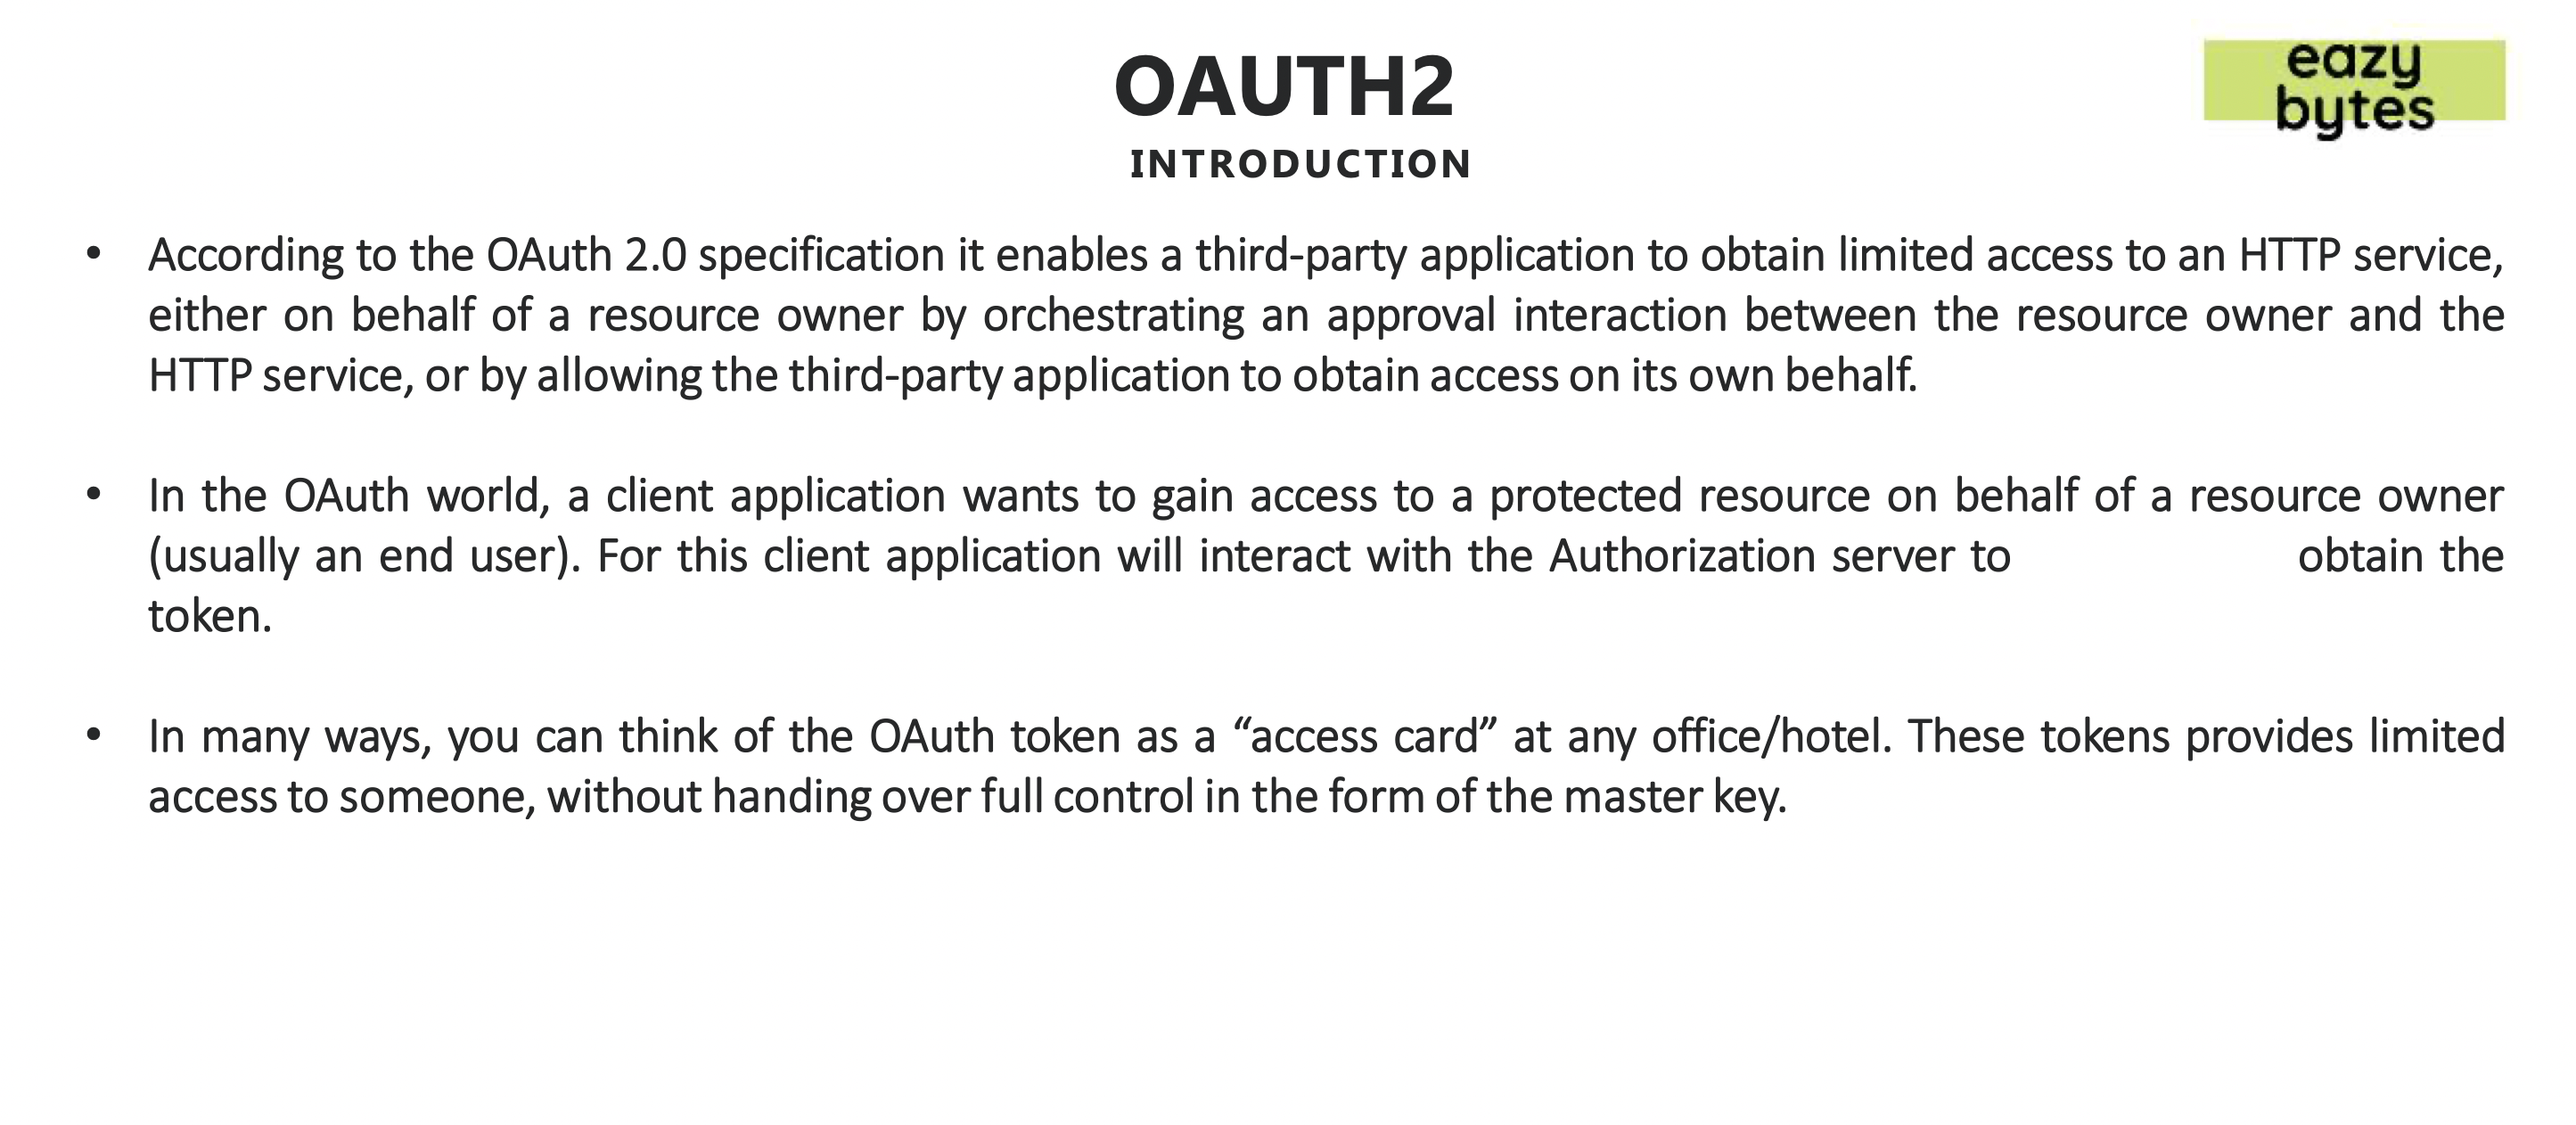 OAUTH2
eazy
bytes
INTRODUCTION
• According to the OAuth 2.0 specification it enables a third-party application to obtain limited access to an HTTP service,
either on behalf of a resource owner by orchestrating an approval interaction between the resource owner and the
HTTP service, or by allowing the third-party application to obtain access on its own behalf.
• In the OAuth world, a client application wants to gain access to a protected resource on behalf of a resource owner
(usually an end user). For this client application will interact with the Authorization server to obtain the
token.
• In many ways, you can think of the OAuth token as a “access card” at any office/hotel. These tokens provides limited
access to someone, without handing over full control in the form of the master key.